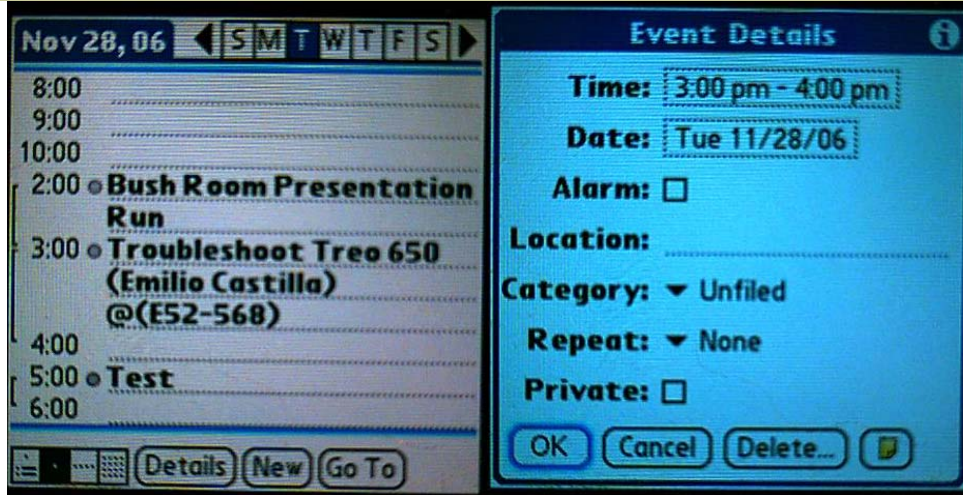 Nov 28, 06 S M T W T F S
8:00
9:00
10:00
2:00 Bush Room Presentation
Run
3:00 Troubleshoot Treo 650
(Emilio Castilla)
@(E52-568)
4:00
5:00 Test
6:00
Details New Go To
Event Details
Time: 3:00 pm - 4:00 pm
Date: Tue 11/28/06
Alarm:
Location:
Category: Unfiled
Repeat: None
Private:
OK Cancel Delete...